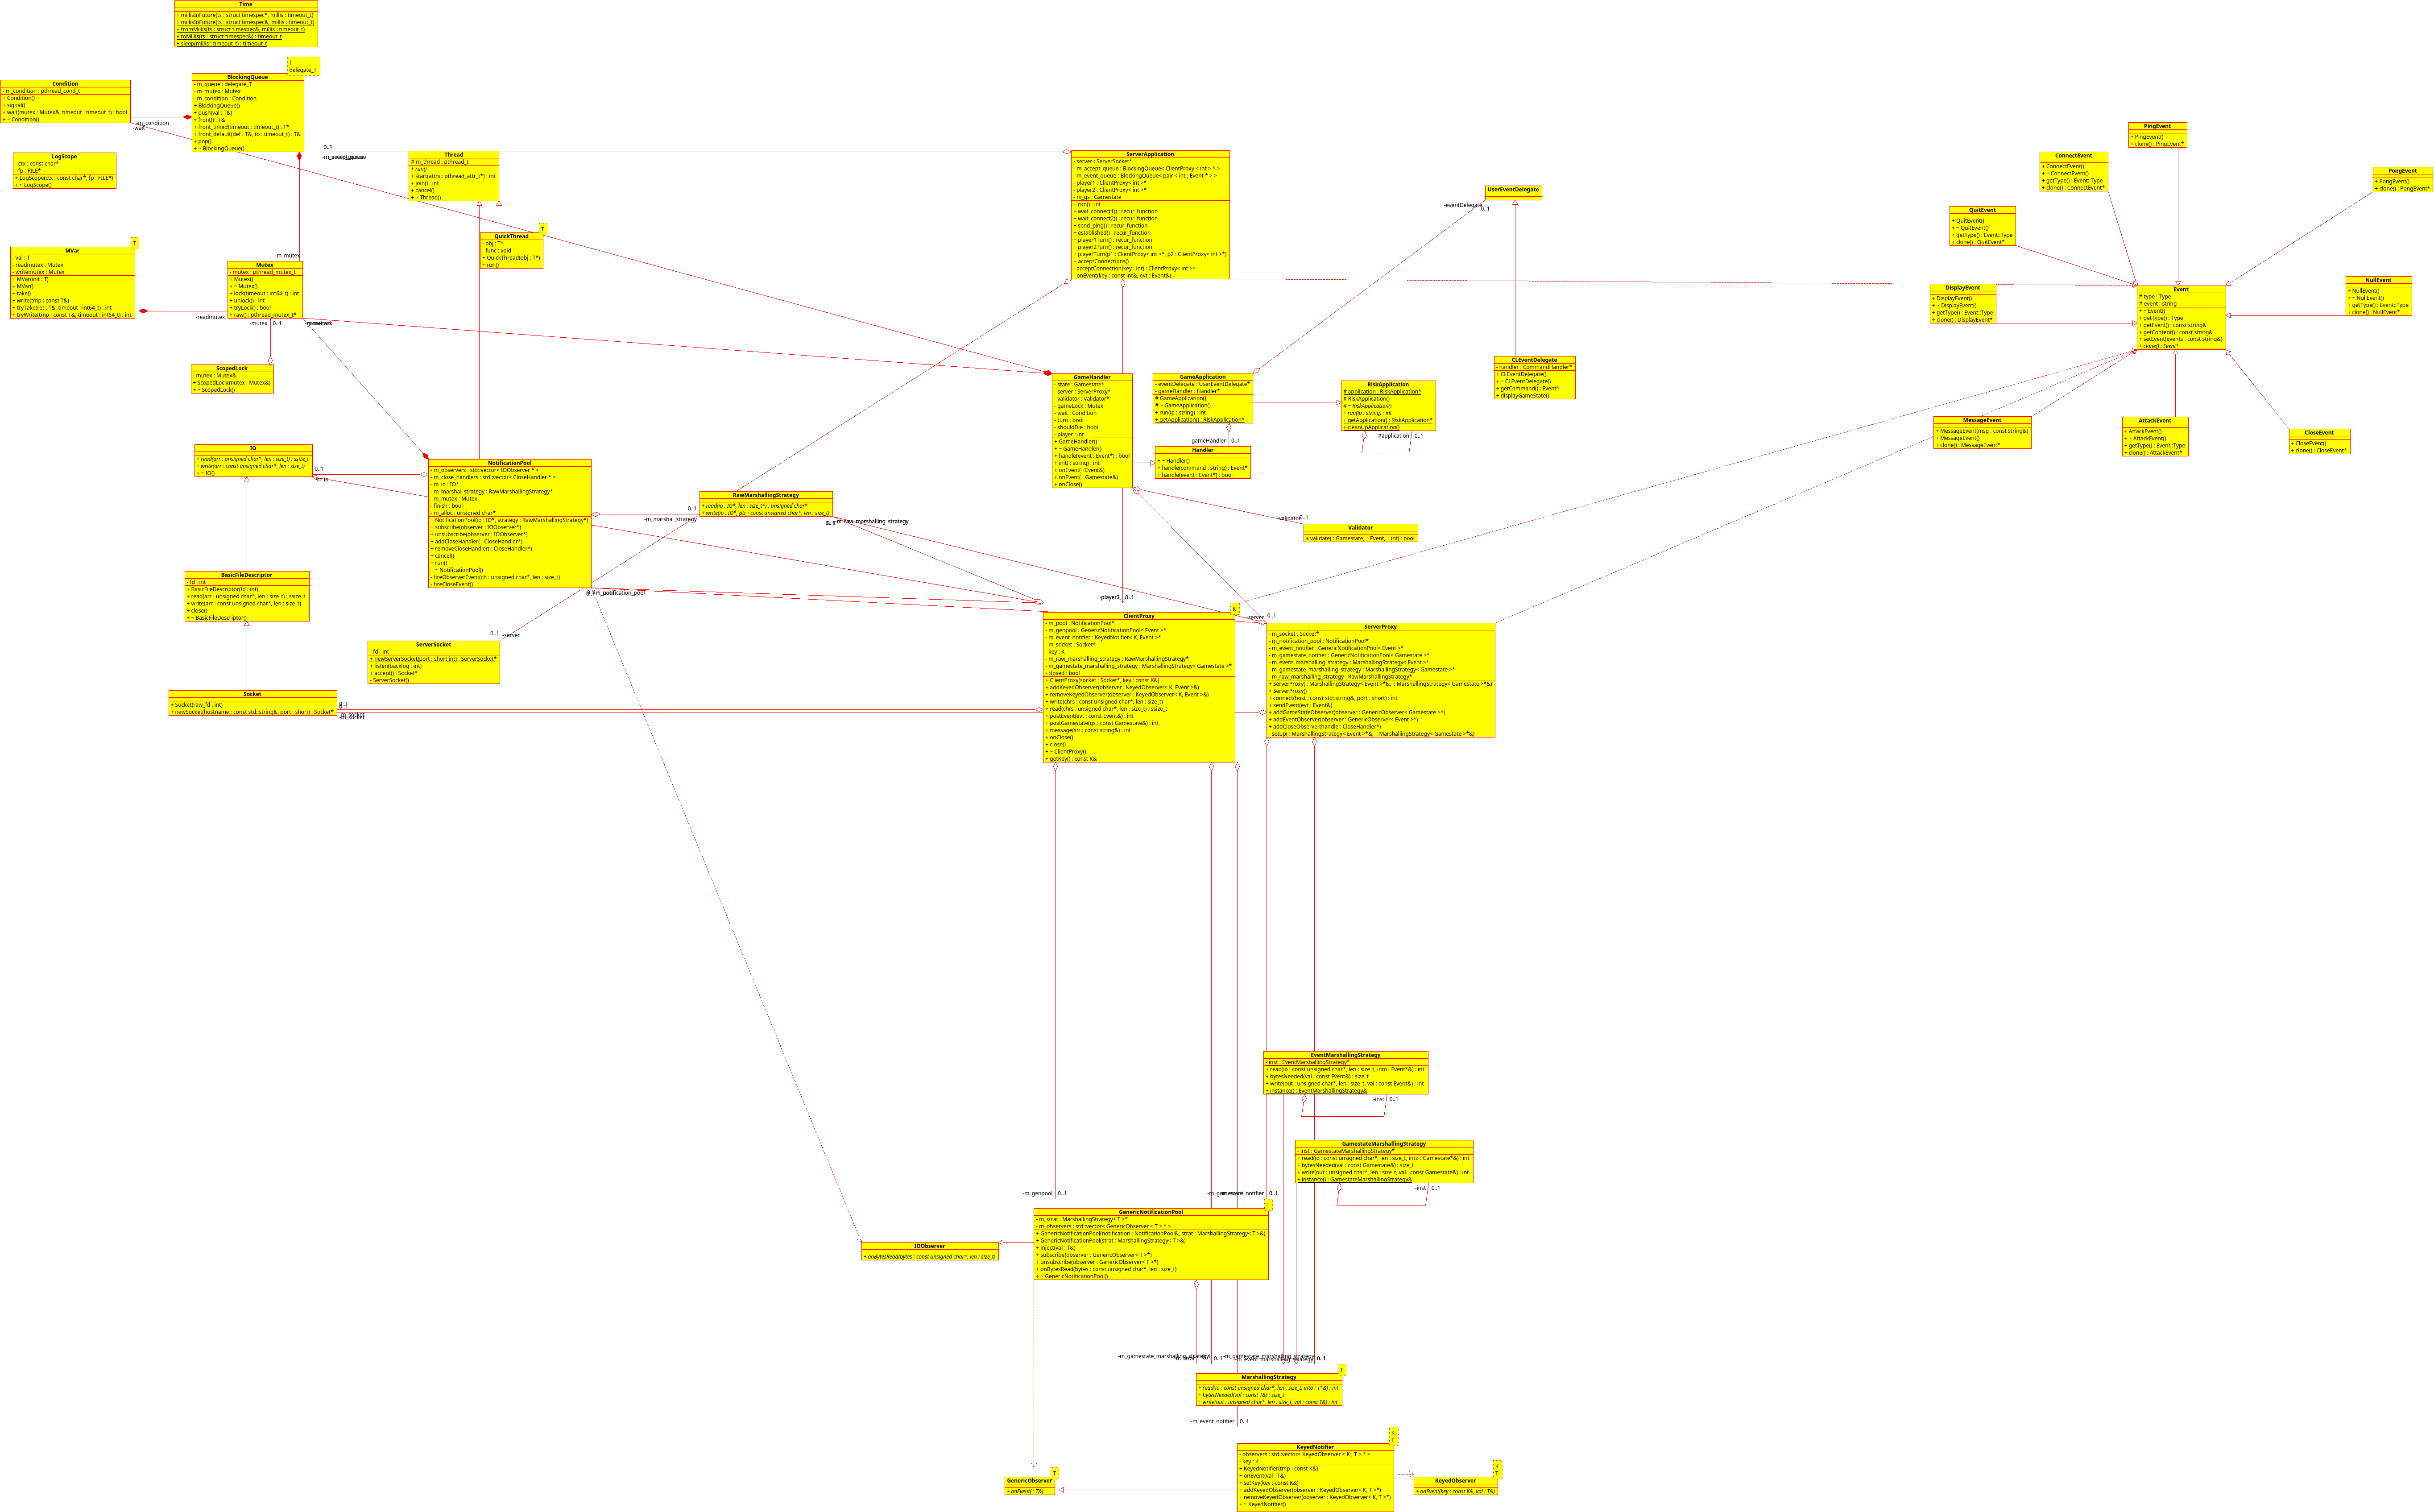 Time
+ millisInFuture(ts : struct timespec*, millis : timeout_t)
+ millisInFuture(ts : struct timespec&, millis : timeout_t)
+ fromMillis(ts : struct timespec&, millis : timeout_t)
+ toMillis(ts : struct timespec&) : timeout_t
+ sleep(millis : timeout_t) : timeout_t
T
delegate_T
BlockingQueue
- m_queue : delegate_T
- m_mutex : Mutex
- m_condition : Condition
+ BlockingQueue()
+ push(val : T&)
+ front() : T&
+ front_timed(timeout : timeout_t) : T*
+ front_default(def : T&, to : timeout_t) : T&
+ pop()
+ ~ BlockingQueue()
Condition
- m_condition : pthread_cond_t
+ Condition()
+ signal()
+ wait(mutex : Mutex&, timeout : timeout_t) : bool
+ ~ Condition()
-m_condition
-wait
LogScope
- ctx : const char*
- fp : FILE*
+ LogScope(ctx : const char*, fp : FILE*)
+ ~ LogScope()
Thread
# m_thread : pthread_t
+ run()
+ start(attrs : pthread_attr_t*) : int
+ join() : int
+ cancel()
+ ~ Thread()
0..1
-m_accept_queue
T
QuickThread
- obj : T*
- func : void
+ QuickThread(obj : T*)
+ run()
T
MVar
- val : T
- readmutex : Mutex
- writemutex : Mutex
+ MVar(init : T)
+ MVar()
+ take()
+ write(tmp : const T&)
+ tryTake(ret : T&, timeout : int64_t) : int
+ tryWrite(tmp : const T&, timeout : int64_t) : int
-m_mutex
Mutex
- mutex : pthread_mutex_t
+ Mutex()
+ ~ Mutex()
+ lock(timeout : int64_t) : int
+ unlock() : int
+ tryLock() : bool
+ raw() : pthread_mutex_t*
-readmutex
-mutex
0..1
ScopedLock
- mutex : Mutex&
+ ScopedLock(mutex : Mutex&)
+ ~ ScopedLock()
ServerApplication
- server : ServerSocket*
- m_accept_queue : BlockingQueue< ClientProxy < int > * >
- m_event_queue : BlockingQueue< pair < int , Event * > >
- player1 : ClientProxy< int >*
- player2 : ClientProxy< int >*
- m_gs : Gamestate
+ run() : int
+ wait_connect1() : recur_function
+ wait_connect2() : recur_function
+ send_ping() : recur_function
+ established() : recur_function
+ player1Turn() : recur_function
+ player2Turn() : recur_function
+ playerTurn(p1 : ClientProxy< int >*, p2 : ClientProxy< int >*)
+ acceptConnections()
- acceptConnection(key : int) : ClientProxy< int >*
- onEvent(key : const int&, evt : Event&)
UserEventDelegate
-eventDelegate
0..1
CLEventDelegate
- handler : CommandHandler*
+ CLEventDelegate()
+ ~ CLEventDelegate()
+ getCommand() : Event*
+ displayGameState()
PingEvent
+ PingEvent()
+ clone() : PingEvent*
ConnectEvent
+ ConnectEvent()
+ ~ ConnectEvent()
+ getType() : Event::Type
+ clone() : ConnectEvent*
PongEvent
+ PongEvent()
+ clone() : PongEvent*
QuitEvent
+ QuitEvent()
+ ~ QuitEvent()
+ getType() : Event::Type
+ clone() : QuitEvent*
NullEvent
+ NullEvent()
+ ~ NullEvent()
+ getType() : Event::Type
+ clone() : NullEvent*
DisplayEvent
+ DisplayEvent()
+ ~ DisplayEvent()
+ getType() : Event::Type
+ clone() : DisplayEvent*
Event
# type : Type
# event : string
+ ~ Event()
+ getType() : Type
+ getEvent() : const string&
+ getContent() : const string&
+ setEvent(events : const string&)
+ clone() : Event*
MessageEvent
+ MessageEvent(msg : const string&)
+ MessageEvent()
+ clone() : MessageEvent*
AttackEvent
+ AttackEvent()
+ ~ AttackEvent()
+ getType() : Event::Type
+ clone() : AttackEvent*
CloseEvent
+ CloseEvent()
+ clone() : CloseEvent*
GameHandler
- state : Gamestate*
- server : ServerProxy*
- validator : Validator*
- gameLock : Mutex
- wait : Condition
- turn : bool
- shouldDie : bool
- player : int
+ GameHandler()
+ ~ GameHandler()
+ handle(event : Event*) : bool
+ init( : string) : int
+ onEvent( : Event&)
+ onEvent( : Gamestate&)
+ onClose()
GameApplication
- eventDelegate : UserEventDelegate*
- gameHandler : Handler*
# GameApplication()
# ~ GameApplication()
+ run(ip : string) : int
+ getApplication() : RiskApplication*
RiskApplication
# application : RiskApplication*
# RiskApplication()
# ~ RiskApplication()
+ run(ip : string) : int
+ getApplication() : RiskApplication*
+ cleanUpApplication()
#application
0..1
-gameHandler
0..1
Handler
+ ~ Handler()
+ handle(command : string) : Event*
+ handle(event : Event*) : bool
-validator
0..1
Validator
+ validate( : Gamestate, : Event, : int) : bool
IO
+ read(arr : unsigned char*, len : size_t) : ssize_t
+ write(arr : const unsigned char*, len : size_t)
+ ~ IO()
0..1
-m_io
NotificationPool
- m_observers : std::vector< IOObserver * >
- m_close_handlers : std::vector< CloseHandler * >
- m_io : IO*
- m_marshal_strategy : RawMarshallingStrategy*
- m_mutex : Mutex
- finish : bool
- m_alloc : unsigned char*
+ NotificationPool(io : IO*, strategy : RawMarshallingStrategy*)
+ subscribe(observer : IOObserver*)
+ unsubscribe(observer : IOObserver*)
+ addCloseHandler( : CloseHandler*)
+ removeCloseHandler( : CloseHandler*)
+ cancel()
+ run()
+ ~ NotificationPool()
- fireObserverEvent(ch : unsigned char*, len : size_t)
- fireCloseEvent()
RawMarshallingStrategy
+ read(io : IO*, len : size_t*) : unsigned char*
+ write(io : IO*, ptr : const unsigned char*, len : size_t)
0..1
-m_marshal_strategy
-m_raw_marshalling_strategy
BasicFileDescriptor
- fd : int
+ BasicFileDescriptor(fd : int)
+ read(arr : unsigned char*, len : size_t) : ssize_t
+ write(arr : const unsigned char*, len : size_t)
+ close()
+ ~ BasicFileDescriptor()
-player2
0..1
K
ClientProxy
- m_pool : NotificationPool*
- m_genpool : GenericNotificationPool< Event >*
- m_event_notifier : KeyedNotifier< K, Event >*
- m_socket : Socket*
- key : K
- m_raw_marshalling_strategy : RawMarshallingStrategy*
- m_gamestate_marshalling_strategy : MarshallingStrategy< Gamestate >*
- closed : bool
+ ClientProxy(socket : Socket*, key : const K&)
+ addKeyedObserver(observer : KeyedObserver< K, Event >&)
+ removeKeyedObserver(observer : KeyedObserver< K, Event >&)
+ write(chrs : const unsigned char*, len : size_t)
+ read(chrs : unsigned char*, len : size_t) : ssize_t
+ postEvent(evt : const Event&) : int
+ postGamestate(gs : const Gamestate&) : int
+ message(str : const string&) : int
+ onClose()
+ close()
+ ~ ClientProxy()
+ getKey() : const K&
-server
0..1
ServerProxy
- m_socket : Socket*
- m_notification_pool : NotificationPool*
- m_event_notifier : GenericNotificationPool< Event >*
- m_gamestate_notifier : GenericNotificationPool< Gamestate >*
- m_event_marshalling_strategy : MarshallingStrategy< Event >*
- m_gamestate_marshalling_strategy : MarshallingStrategy< Gamestate >*
- m_raw_marshalling_strategy : RawMarshallingStrategy*
+ ServerProxy( : MarshallingStrategy< Event >*&, : MarshallingStrategy< Gamestate >*&)
+ ServerProxy()
+ connect(host : const std::string&, port : short) : int
+ sendEvent(evt : Event&)
+ addGameStateObserver(observer : GenericObserver< Gamestate >*)
+ addEventObserver(observer : GenericObserver< Event >*)
+ addCloseObserver(handle : CloseHandler*)
- setup( : MarshallingStrategy< Event >*&, : MarshallingStrategy< Gamestate >*&)
0..1
-server
ServerSocket
- fd : int
+ newServerSocket(port : short int) : ServerSocket*
+ listen(backlog : int)
+ accept() : Socket*
- ServerSocket()
Socket
+ Socket(raw_fd : int)
+ newSocket(hostname : const std::string&, port : short) : Socket*
0..1
-m_socket
-m_socket
EventMarshallingStrategy
- inst : EventMarshallingStrategy*
+ read(io : const unsigned char*, len : size_t, into : Event*&) : int
+ bytesNeeded(val : const Event&) : size_t
+ write(out : unsigned char*, len : size_t, val : const Event&) : int
+ instance() : EventMarshallingStrategy&
-inst
0..1
GamestateMarshallingStrategy
- inst : GamestateMarshallingStrategy*
+ read(io : const unsigned char*, len : size_t, into : Gamestate*&) : int
+ bytesNeeded(val : const Gamestate&) : size_t
+ write(out : unsigned char*, len : size_t, val : const Gamestate&) : int
+ instance() : GamestateMarshallingStrategy&
-inst
0..1
-m_genpool
0..1
0..1
T
GenericNotificationPool
- m_strat : MarshallingStrategy< T >*
- m_observers : std::vector< GenericObserver < T > * >
+ GenericNotificationPool(notification : NotificationPool&, strat : MarshallingStrategy< T >&)
+ GenericNotificationPool(strat : MarshallingStrategy< T >&)
+ inject(val : T&)
+ subscribe(observer : GenericObserver< T >*)
+ unsubscribe(observer : GenericObserver< T >*)
+ onBytesRead(bytes : const unsigned char*, len : size_t)
+ ~ GenericNotificationPool()
IOObserver
+ onBytesRead(bytes : const unsigned char*, len : size_t)
-m_gamestate_marshalling_strategy
0..1
0..1
T
MarshallingStrategy
+ read(io : const unsigned char*, len : size_t, into : T*&) : int
+ bytesNeeded(val : const T&) : size_t
+ write(out : unsigned char*, len : size_t, val : const T&) : int
-m_event_notifier
0..1
K
T
KeyedNotifier
- observers : std::vector< KeyedObserver < K , T > * >
- key : K
+ KeyedNotifier(tmp : const K&)
+ onEvent(val : T&)
+ setKey(key : const K&)
+ addKeyedObserver(observer : KeyedObserver< K, T >*)
+ removeKeyedObserver(observer : KeyedObserver< K, T >*)
+ ~ KeyedNotifier()
T
GenericObserver
+ onEvent( : T&)
K
T
KeyedObserver
+ onEvent(key : const K&, val : T&)